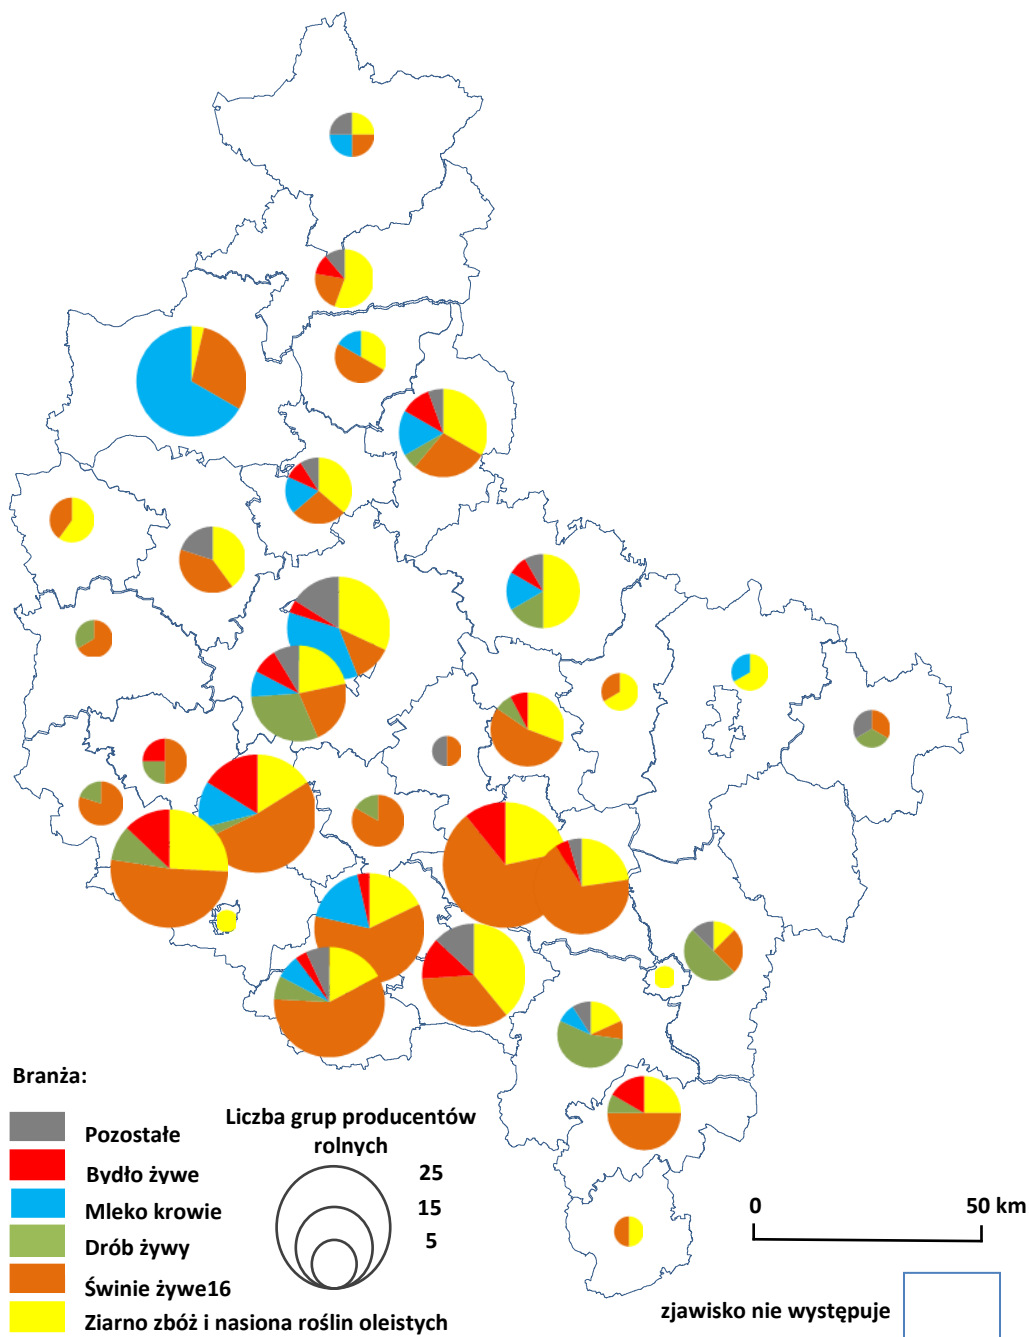 Branża:
Pozostałe
Bydło żywe
Mleko krowie
Drób żywy
Świnie żywe16
Ziarno zbóż i nasiona roślin oleistych
Liczba grup producentów
rolnych
25
15
5
0 50 km
zjawisko nie występuje